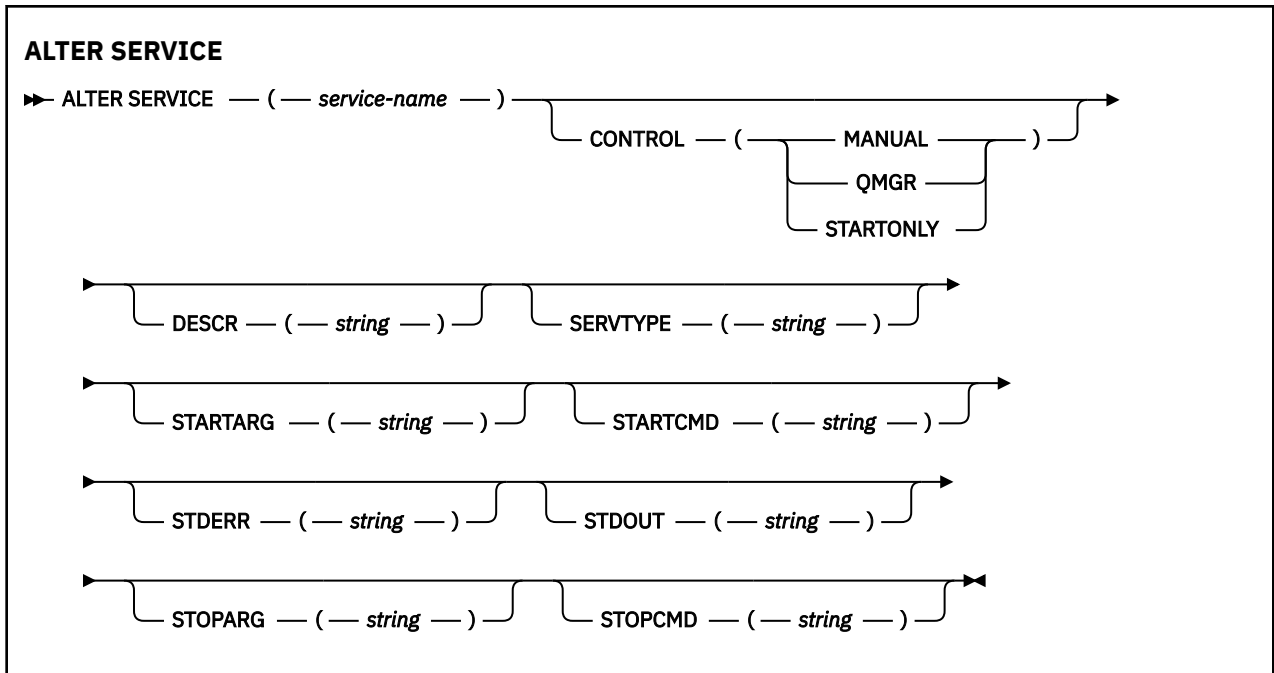 ALTER SERVICE
ALTER SERVICE ( service-name )
CONTROL ( MANUAL )
QMGR
STARTONLY
DESCR ( string ) SERVTYPE ( string )
STARTARG ( string ) STARTCMD ( string )
STDERR ( string ) STDOUT ( string )
STOPARG ( string ) STOPCMD ( string )